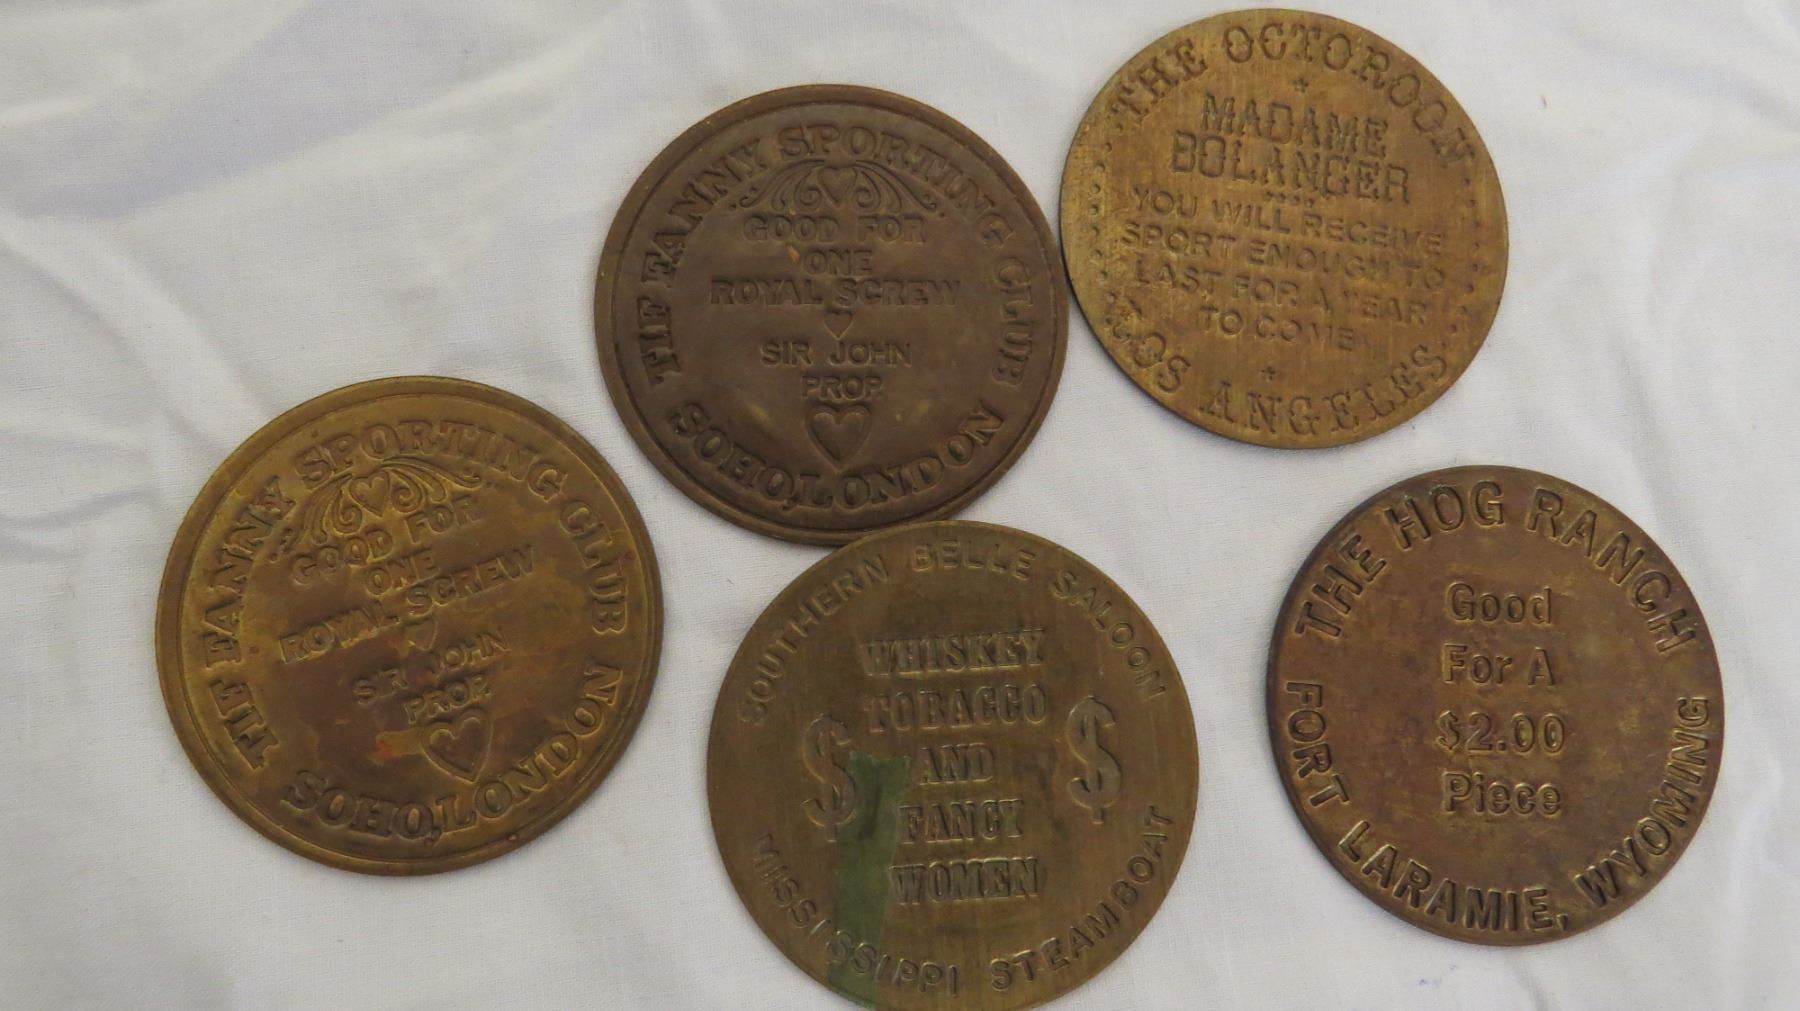 THE OCTOROON
MADAME
BOLANGER
YOU WILL RECEIVE
SPORT ENOUGH TO
LAST FOR A YEAR
TO COME
LOS ANGELES
THE FANNY SPORTING CLUB
GOOD FOR
ONE
ROYAL SCREW
SIR JOHN
PROP.
SOHO, LONDON
THE FANNY SPORTING CLUB
GOOD FOR
ONE
ROYAL SCREW
SIR JOHN
PROP.
SOHO, LONDON
SOUTHERN BELLE SALOON
WHISKEY
TOBACCO
AND
FANCY
WOMEN
$ $
MISSISSIPPI STEAMBOAT
THE HOG RANCH
Good
For A
$2.00
Piece
FORT LARAMIE, WYOMING